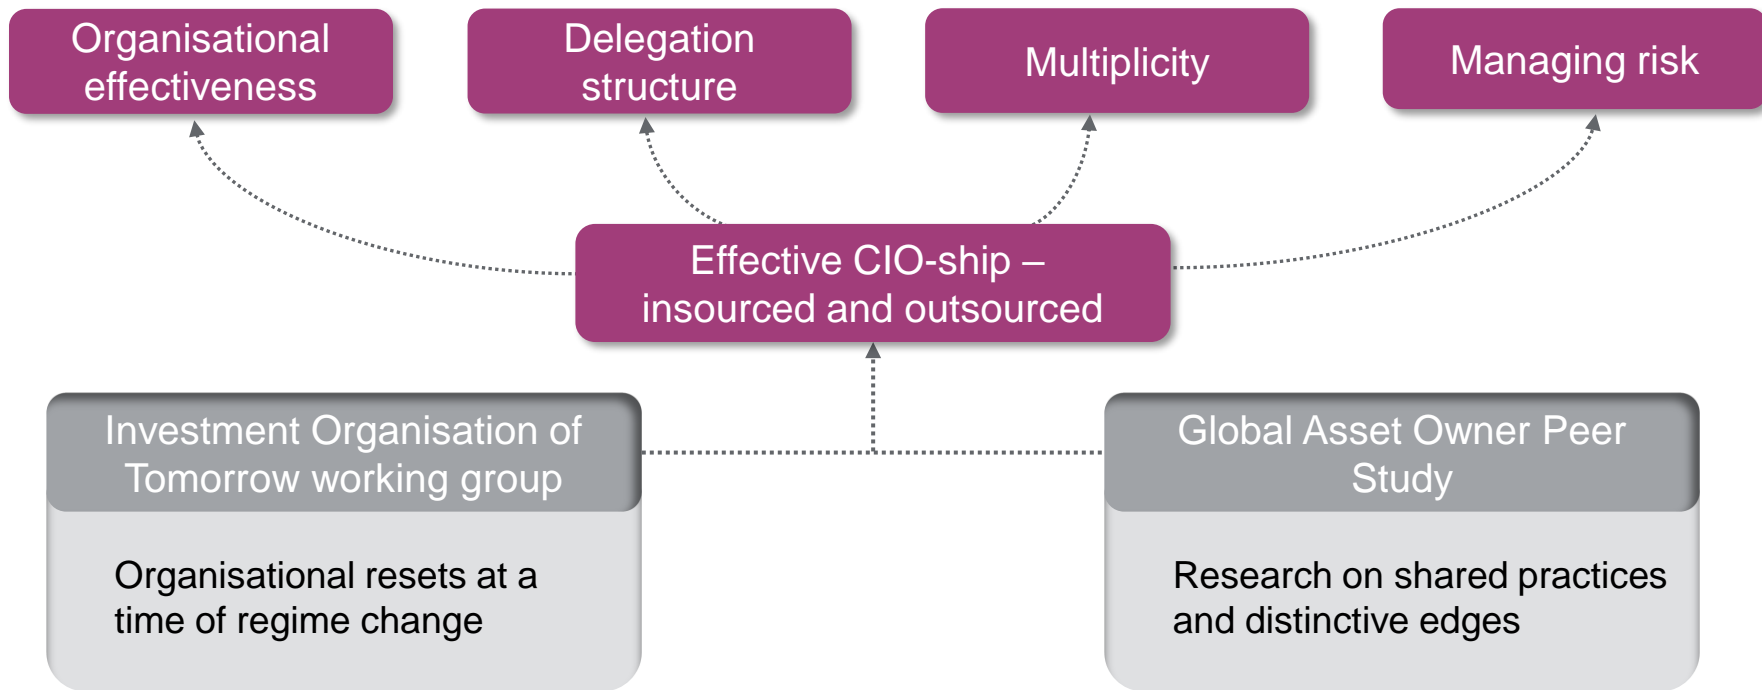 Organisational
effectiveness
Delegation
structure
Multiplicity
Managing risk
Effective CIO-ship –
insourced and outsourced
Investment Organisation of
Tomorrow working group
Organisational resets at a
time of regime change
Global Asset Owner Peer
Study
Research on shared practices
and distinctive edges